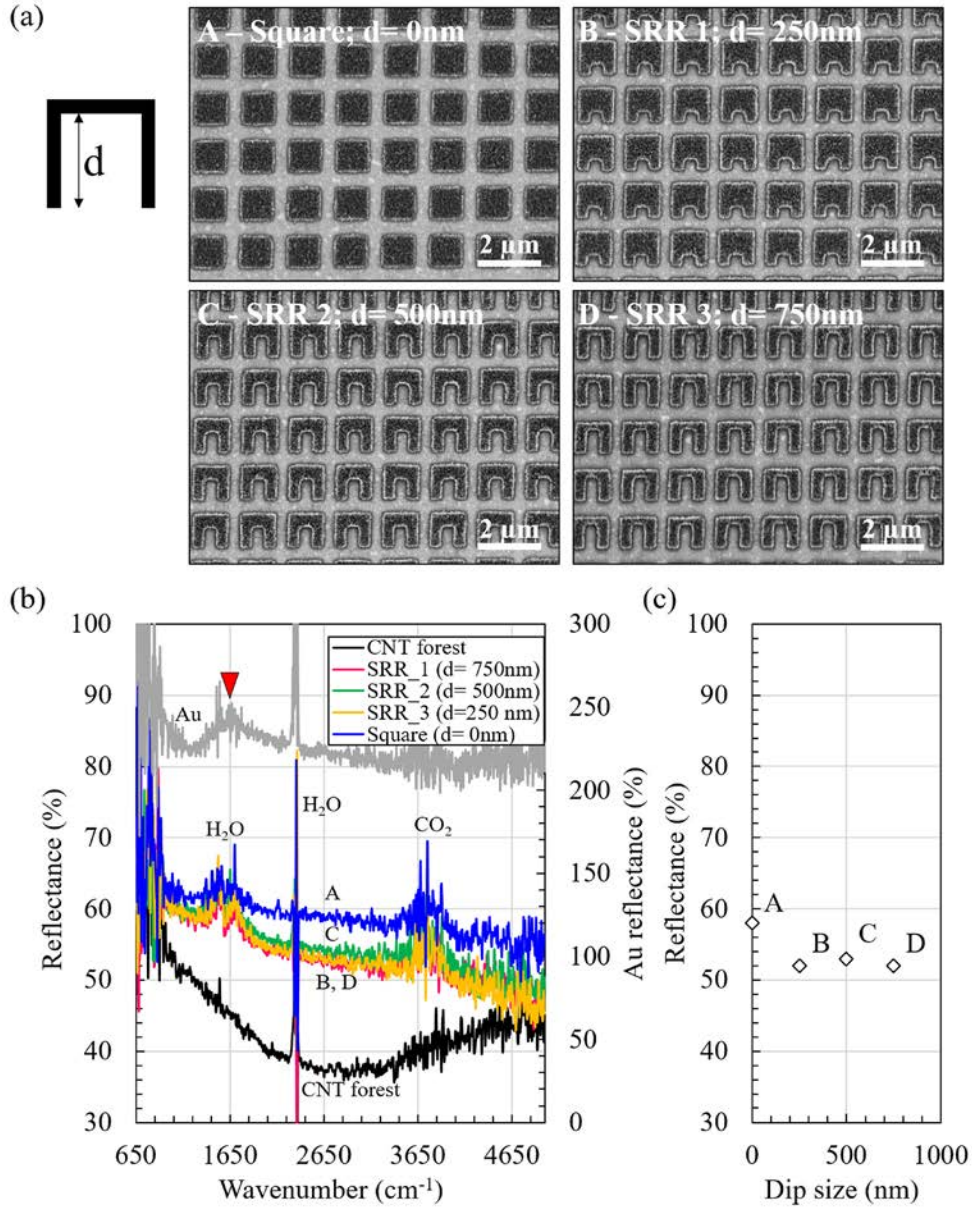 (a)
A – Square; d= 0nm
B - SRR 1; d= 250nm
d
2 µm
2 µm
C - SRR 2; d= 500nm
D - SRR 3; d= 750nm
2 µm
2 µm
(b)
(c)
100
90
80
70
60
50
40
30
Reflectance (%)
650
1650
2650
3650
4650
Wavenumber (cm-1)
300
250
200
150
100
50
0
Au reflectance (%)
CNT forest
SRR_1 (d= 750nm)
SRR_2 (d= 500nm)
SRR_3 (d=250 nm)
Square (d= 0nm)
Au
H2O
H2O
CO2
A
C
B, D
CNT forest
100
90
80
70
60
50
40
30
Reflectance (%)
A
B
C
D
0
500
1000
Dip size (nm)